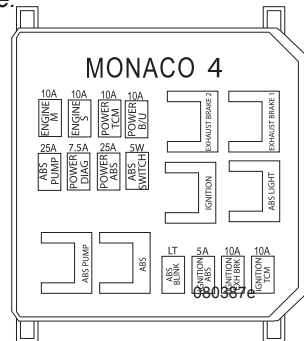 e.
MONACO 4
10A 10A 10A 10A
ENGINE M
ENGINE S
POWER TCM
POWER B/U
EXHAUST BRAKE 2
EXHAUST BRAKE 1
25A 7.5A 25A 5W
ABS PUMP
POWER DIAG
POWER ABS
ABS SWITCH
IGNITION
ABS LIGHT
ABS PUMP
ABS
LT 5A 10A 10A
ABS BLINK
IGNITION ABS
IGNITION EXH BRK
IGNITION TCM
080387e